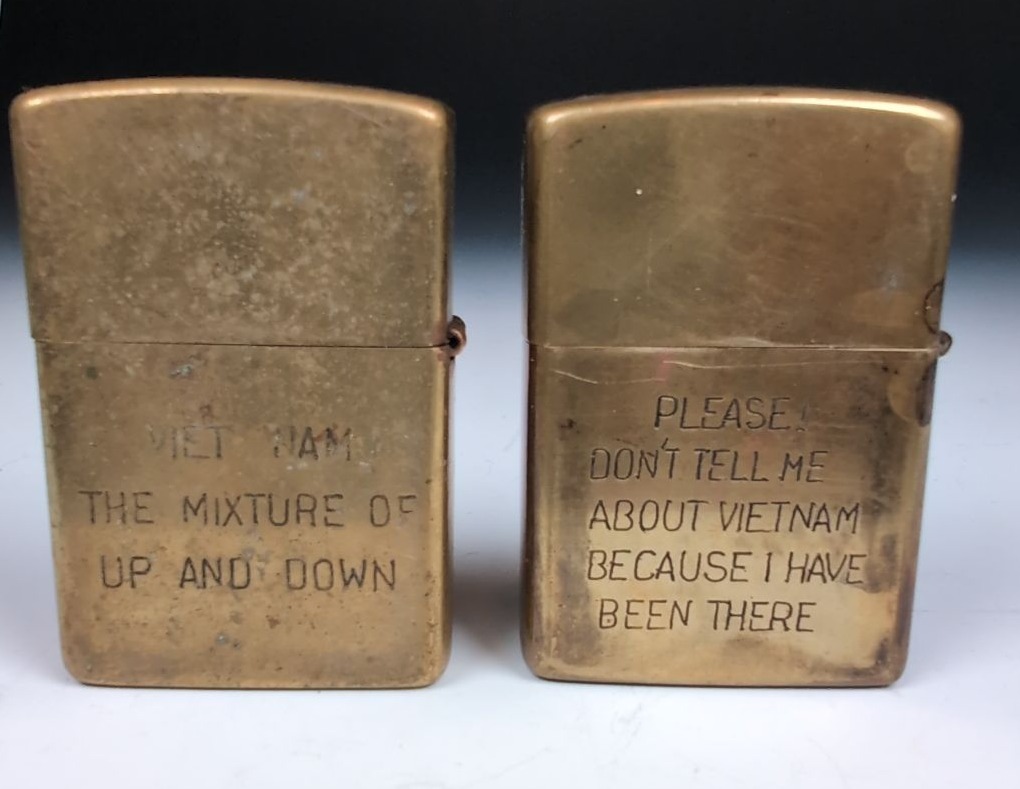 VIET NAM
THE MIXTURE OF
UP AND DOWN
PLEASE!
DON'T TELL ME
ABOUT VIETNAM
BECAUSE I HAVE
BEEN THERE